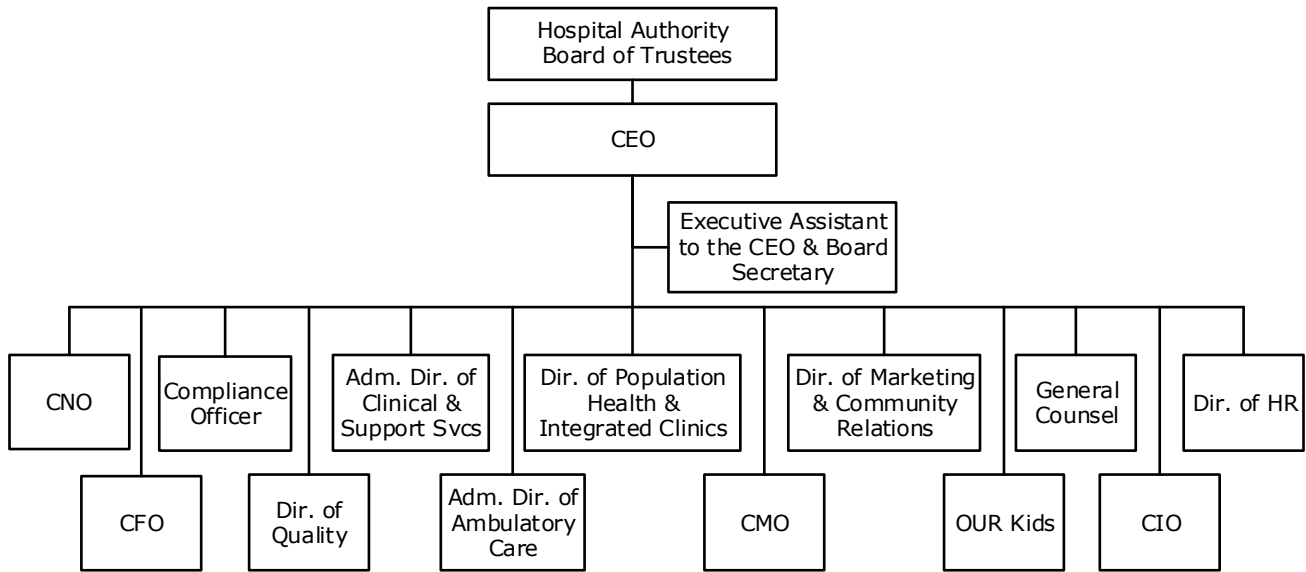 Hospital Authority
Board of Trustees
CEO
Executive Assistant
to the CEO & Board
Secretary
CNO
Compliance
Officer
Adm. Dir. of
Clinical &
Support Svcs
Dir. of Population
Health &
Integrated Clinics
Dir. of Marketing
& Community
Relations
General
Counsel
Dir. of HR
CFO
Dir. of
Quality
Adm. Dir. of
Ambulatory
Care
CMO
OUR Kids
CIO